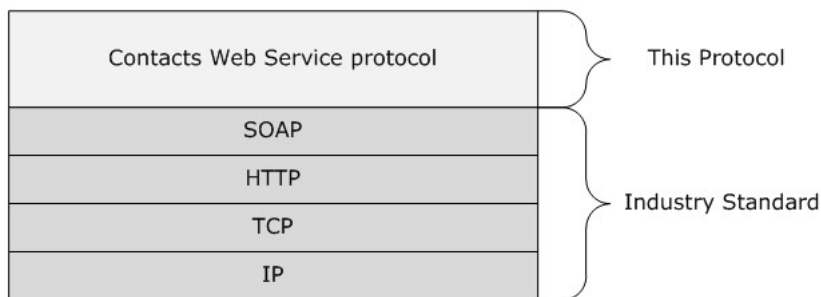 Contacts Web Service protocol
This Protocol
SOAP
HTTP
TCP
IP
Industry Standard